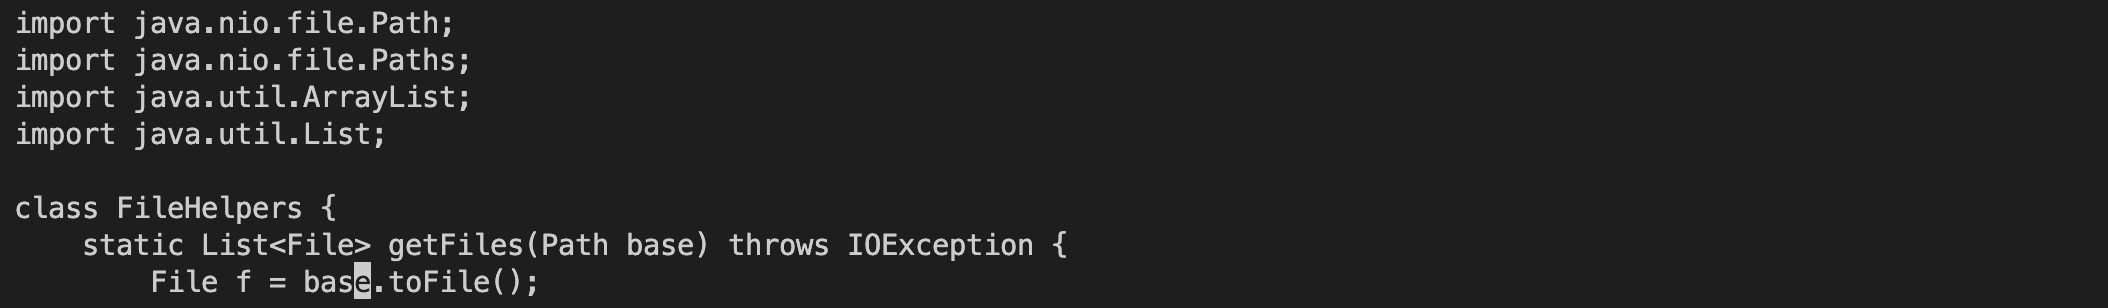 import java.nio.file.Path;
import java.nio.file.Paths;
import java.util.ArrayList;
import java.util.List;

class FileHelpers {
    static List<File> getFiles(Path base) throws IOException {
        File f = base.toFile();